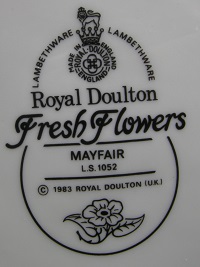 LAMBETHWARE LAMBETHWARE
MADE IN ENGLAND
ROYAL·DOULTON·
ENGLAND
Royal Doulton
Fresh Flowers
MAYFAIR
L.S.1052
© 1983 ROYAL DOULTON (U.K.)